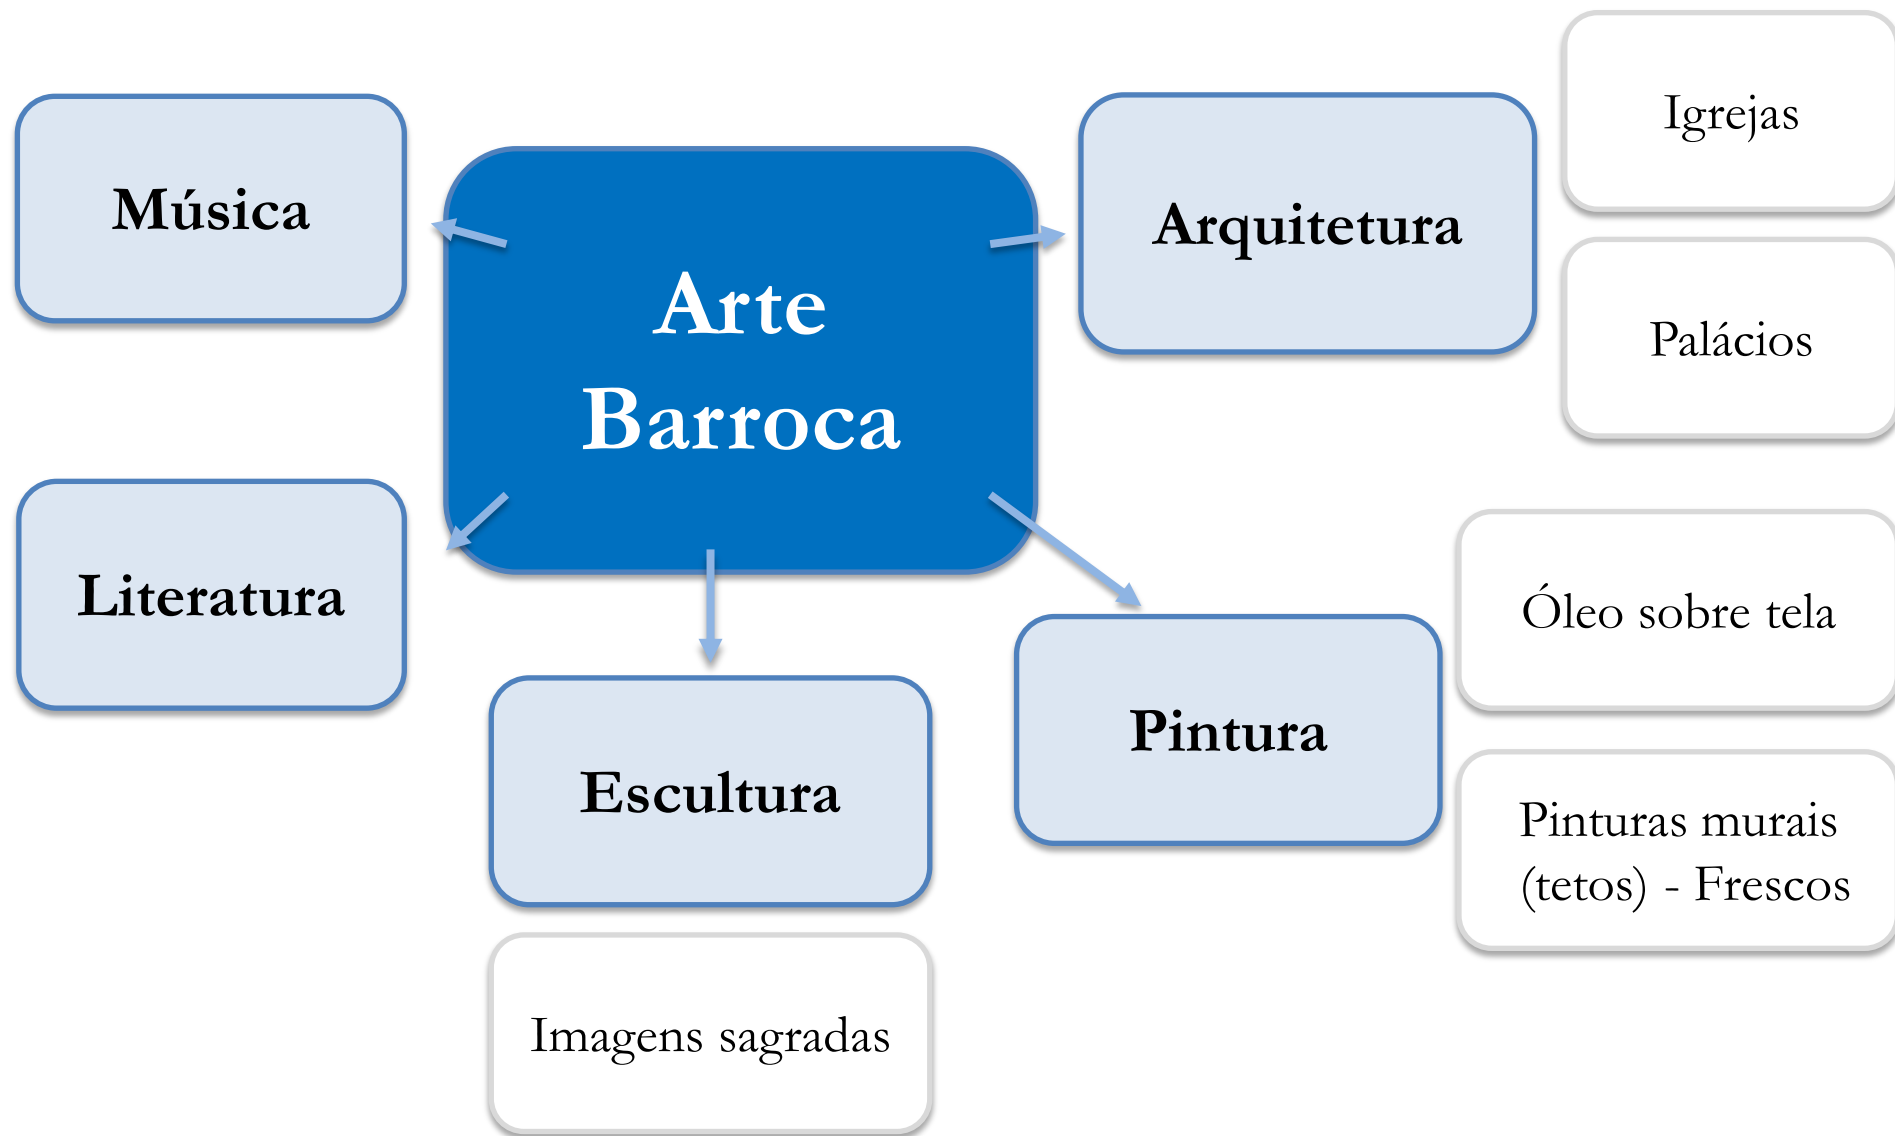 Música
Arte
Barroca
Arquitetura
Igrejas
Palácios
Literatura
Escultura
Imagens sagradas
Pintura
Óleo sobre tela
Pinturas murais
(tetos) - Frescos